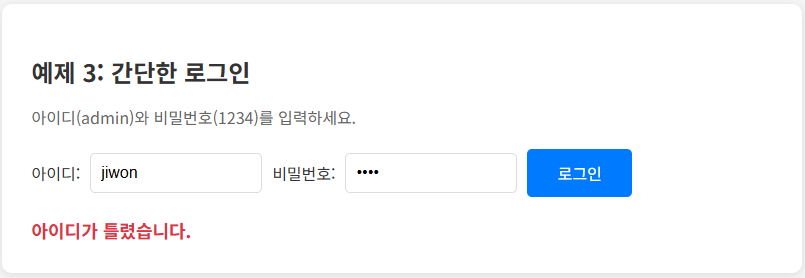 예제 3: 간단한 로그인
아이디(admin)와 비밀번호(1234)를 입력하세요.
아이디: jiwon 비밀번호: •••• 로그인
아이디가 틀렸습니다.